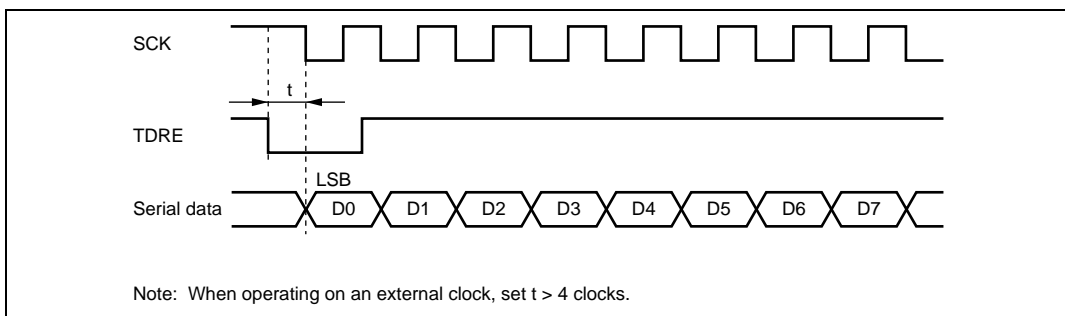 SCK
t
TDRE
LSB
Serial data
D0 D1 D2 D3 D4 D5 D6 D7
Note: When operating on an external clock, set t > 4 clocks.